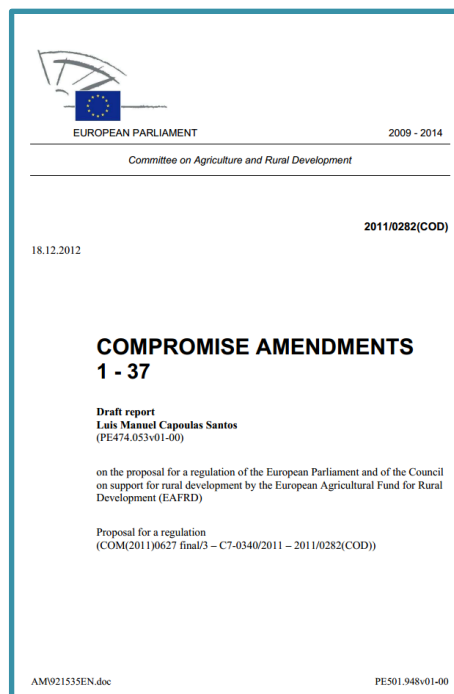 EUROPEAN PARLIAMENT 2009 - 2014
Committee on Agriculture and Rural Development
2011/0282(COD)
18.12.2012
COMPROMISE AMENDMENTS
1 - 37
Draft report
Luis Manuel Capoulas Santos
(PE474.053v01-00)
on the proposal for a regulation of the European Parliament and of the Council
on support for rural development by the European Agricultural Fund for Rural
Development (EAFRD)
Proposal for a regulation
(COM(2011)0627 final/3 – C7-0340/2011 – 2011/0282(COD))
AM\921535EN.doc PE501.948v01-00